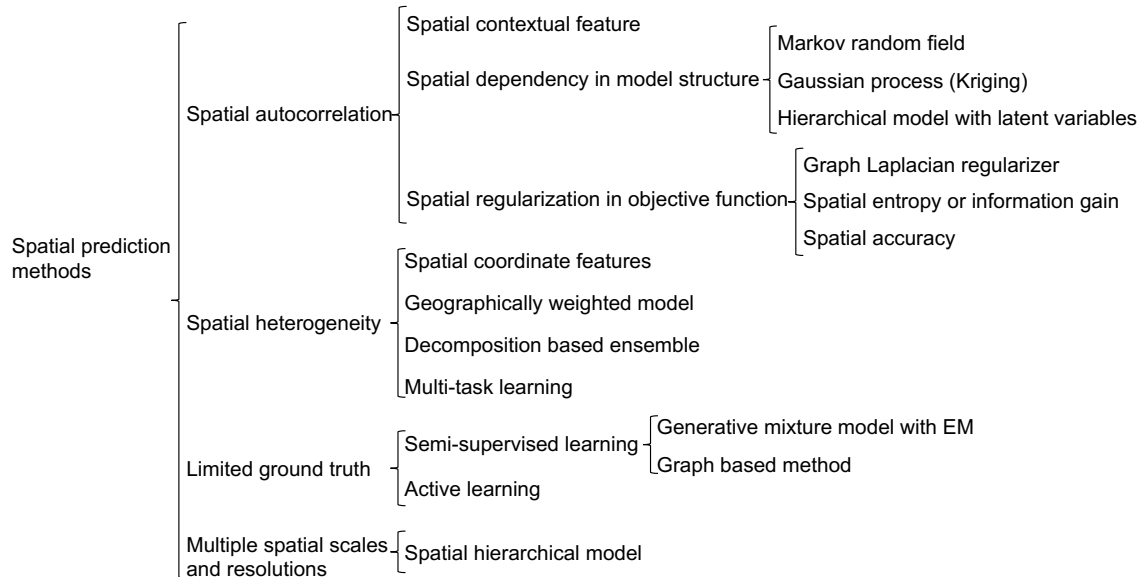 Spatial prediction
methods
Spatial autocorrelation
Spatial contextual feature
Spatial dependency in model structure
Markov random field
Gaussian process (Kriging)
Hierarchical model with latent variables
Spatial regularization in objective function
Graph Laplacian regularizer
Spatial entropy or information gain
Spatial accuracy
Spatial heterogeneity
Spatial coordinate features
Geographically weighted model
Decomposition based ensemble
Multi-task learning
Limited ground truth
Semi-supervised learning
Generative mixture model with EM
Graph based method
Active learning
Multiple spatial scales
and resolutions
Spatial hierarchical model